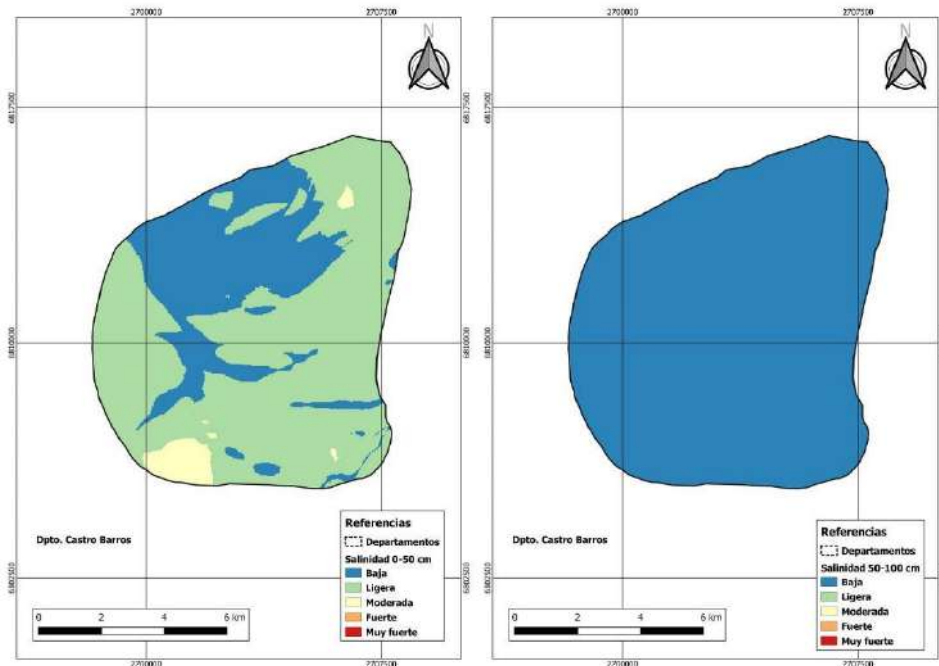 2700000
2707500
N
6817500
6810000
6802500
Dpto. Castro Barros
Referencias
Departamentos
Salinidad 0-50 cm
Baja
Ligera
Moderada
Fuerte
Muy fuerte
0 2 4 6 km
2700000
2707500
2700000
2707500
N
6817500
6810000
6802500
Dpto. Castro Barros
Referencias
Departamentos
Salinidad 50-100 cm
Baja
Ligera
Moderada
Fuerte
Muy fuerte
0 2 4 6 km
2700000
2707500